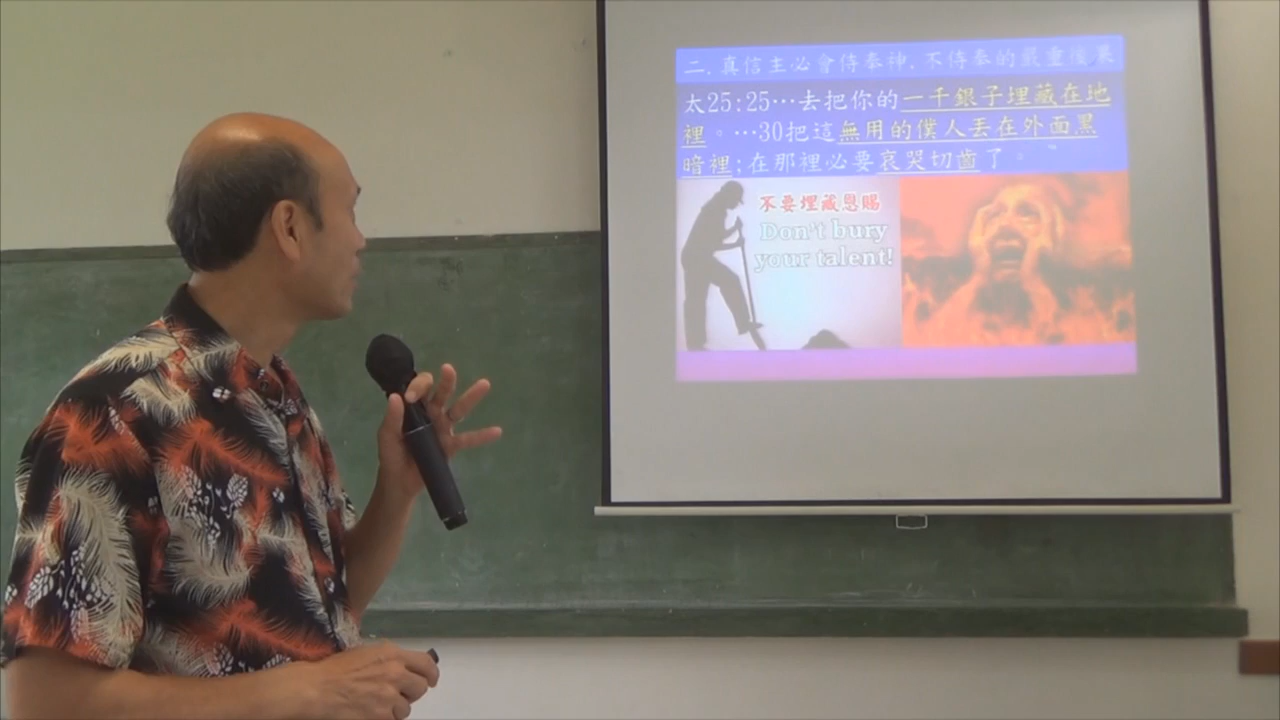 二.真信主必會侍奉神.不侍奉的嚴重後果
太25:25…去把你的一千銀子埋藏在地
裡。…30把這無用的僕人丟在外面黑
暗裡;在那裡必要哀哭切齒了。
不要埋藏恩賜
Don't bury
your talent!